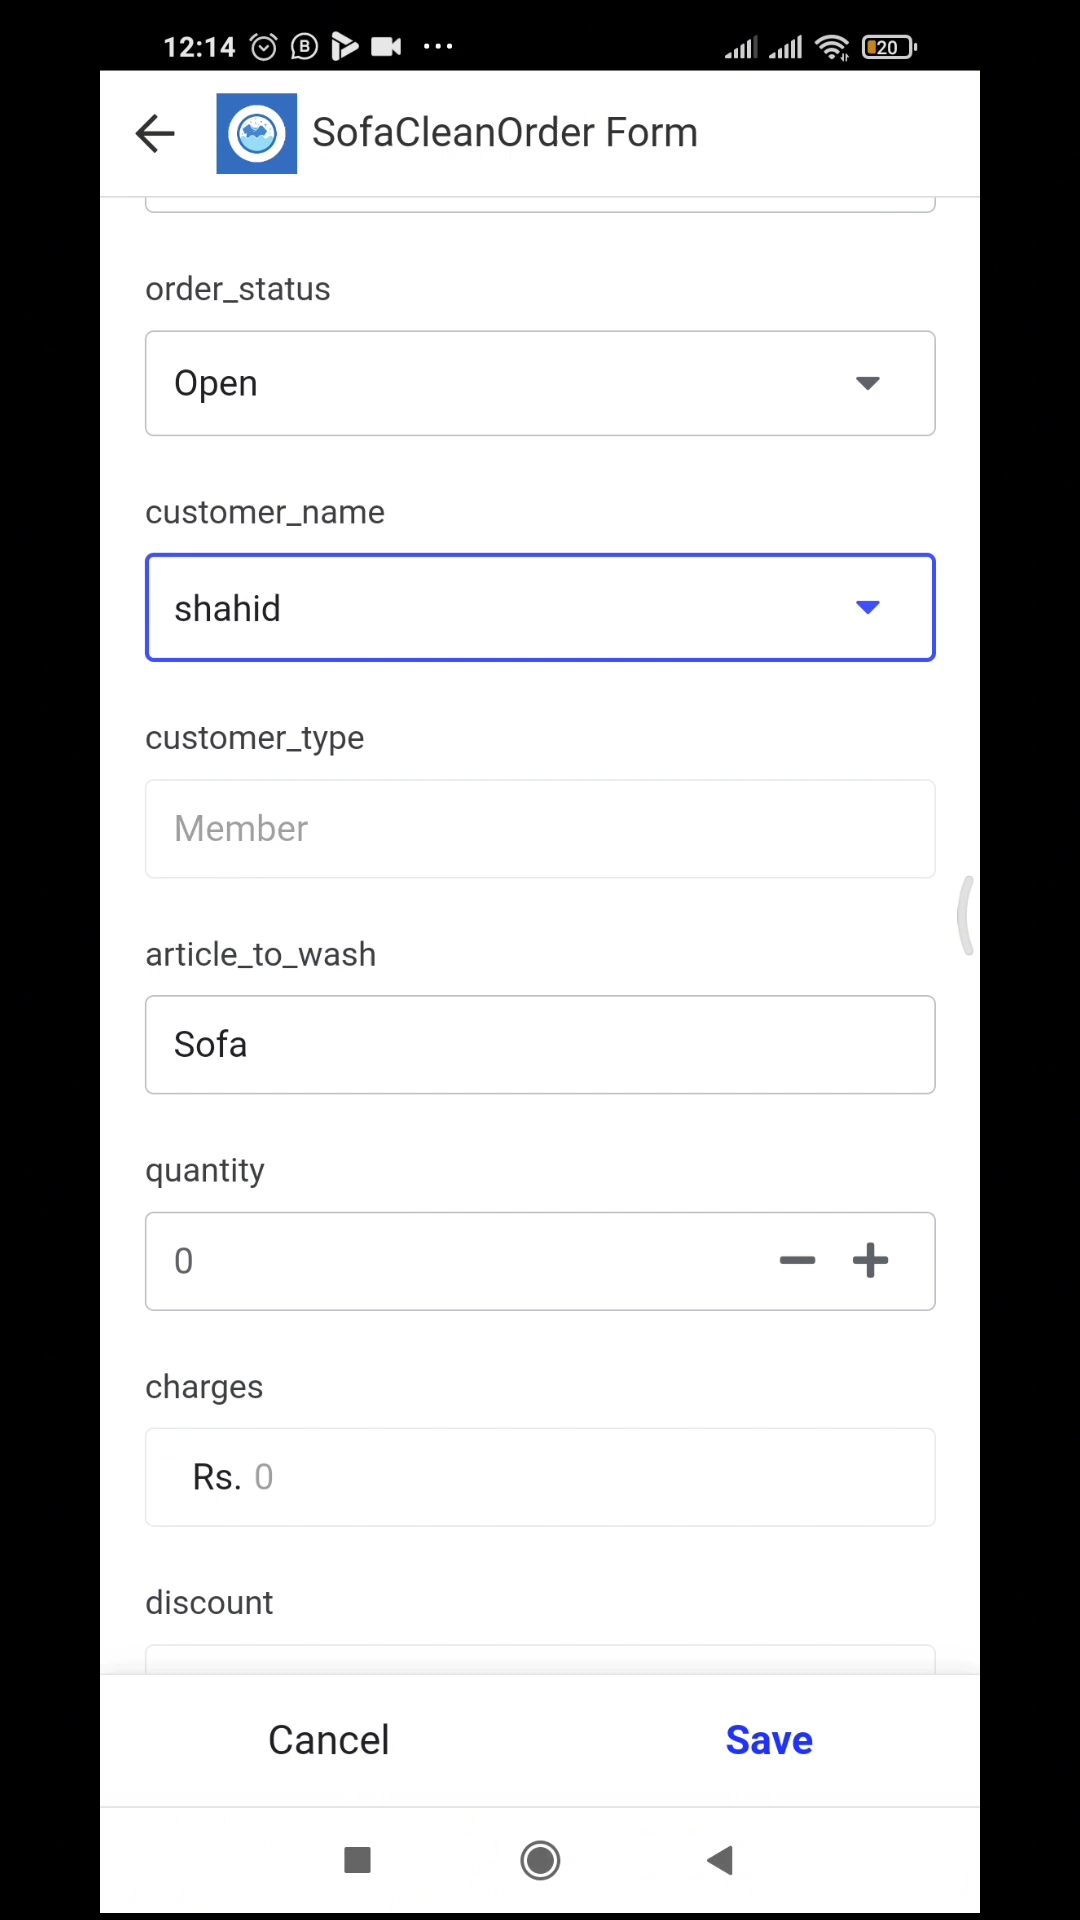 12:14
20
SofaCleanOrder Form
order_status
Open
customer_name
shahid
customer_type
Member
article_to_wash
Sofa
quantity
0
charges
Rs. 0
discount
Cancel
Save